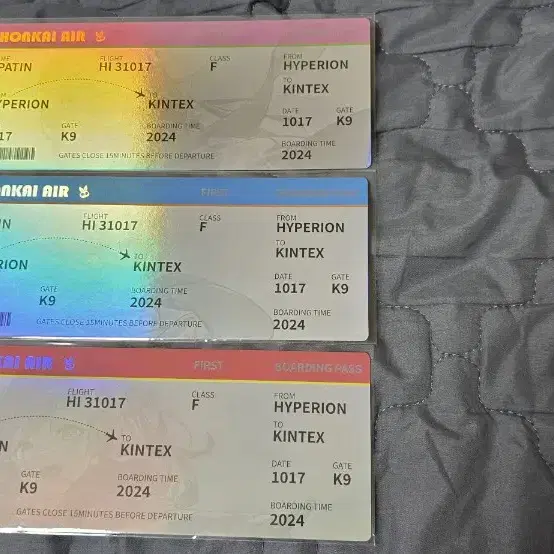 HONKAI AIR
FLIGHT CLASS FROM
PATIN HI 31017 F HYPERION
TO
HYPERION KINTEX KINTEX
DATE GATE
1017 K9
GATE BOARDING TIME
17 K9 2024
BOARDING TIME
2024
GATES CLOSE 15MINUTES BEFORE DEPARTURE
NKAI AIR FIRST
FLIGHT CLASS FROM
IN HI 31017 F HYPERION
TO TO
RION KINTEX KINTEX
DATE GATE
1017 K9
GATE BOARDING TIME
K9 2024
BOARDING TIME
2024
GATES CLOSE 15MINUTES BEFORE DEPARTURE
KAI AIR FIRST BOARDING PASS
FLIGHT CLASS FROM
HI 31017 F HYPERION
TO TO
N KINTEX KINTEX
DATE GATE
1017 K9
GATE BOARDING TIME
K9 2024
BOARDING TIME
2024
GATES CLOSE 15MINUTES BEFORE DEPARTURE